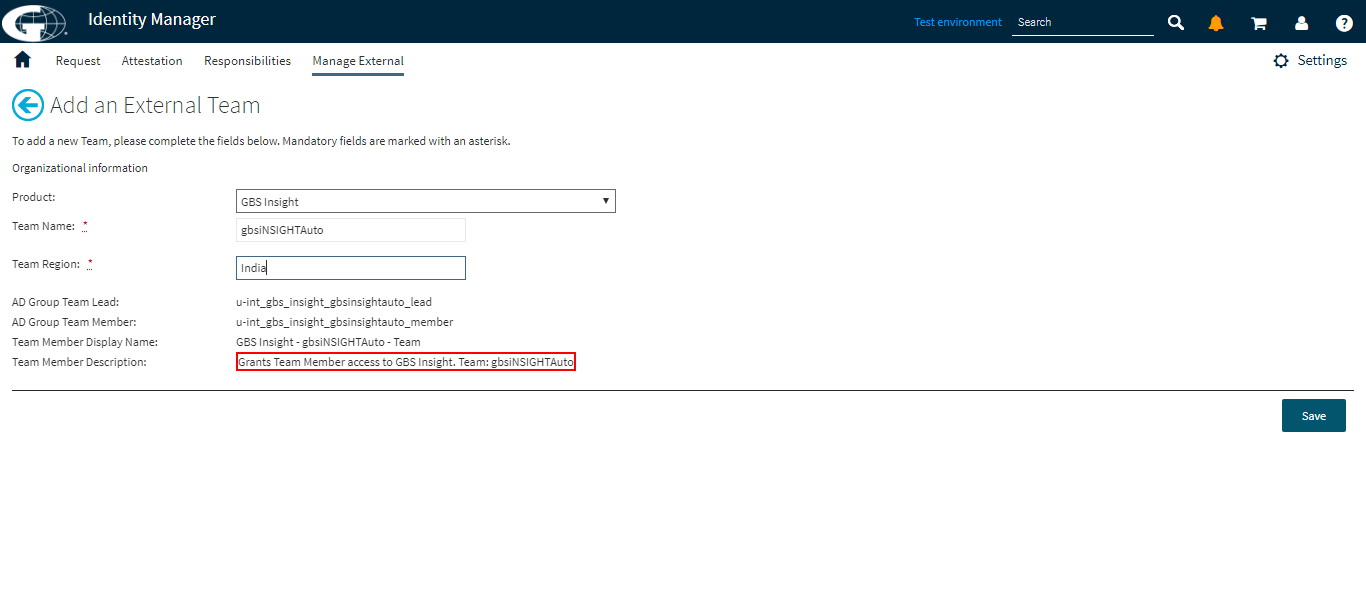 Identity Manager
Test environment
Search
Request Attestation Responsibilities Manage External
Settings
Add an External Team
To add a new Team, please complete the fields below. Mandatory fields are marked with an asterisk.
Organizational information
Product: GBS Insight
Team Name: * gbsiNSIGHTAuto
Team Region: * India
AD Group Team Lead: u-int_gbs_insight_gbsinsightauto_lead
AD Group Team Member: u-int_gbs_insight_gbsinsightauto_member
Team Member Display Name: GBS Insight - gbsiNSIGHTAuto - Team
Team Member Description: Grants Team Member access to GBS Insight. Team: gbsiNSIGHTAuto
Save